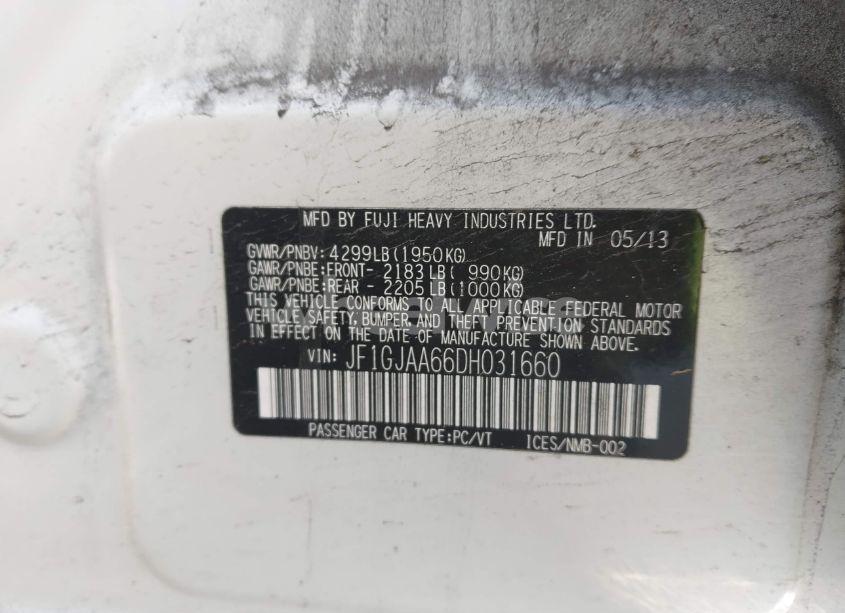 MFD BY FUJI HEAVY INDUSTRIES LTD.
MFD IN 05/13
GVWR/PNBV: 4299LB(1950KG)
GAWR/PNBE:FRONT- 2183 LB( 990KG)
GAWR/PNBE:REAR - 2205 LB(1000KG)
THIS VEHICLE CONFORMS TO ALL APPLICABLE FEDERAL MOTOR
VEHICLE SAFETY, BUMPER, AND THEFT PREVENTION STANDARDS
IN EFFECT ON THE DATE OF MANUFACTURE SHOWN ABOVE.
VIN: JF1GJAA66DH031660
PASSENGER CAR TYPE:PC/VT ICES/NMB-002